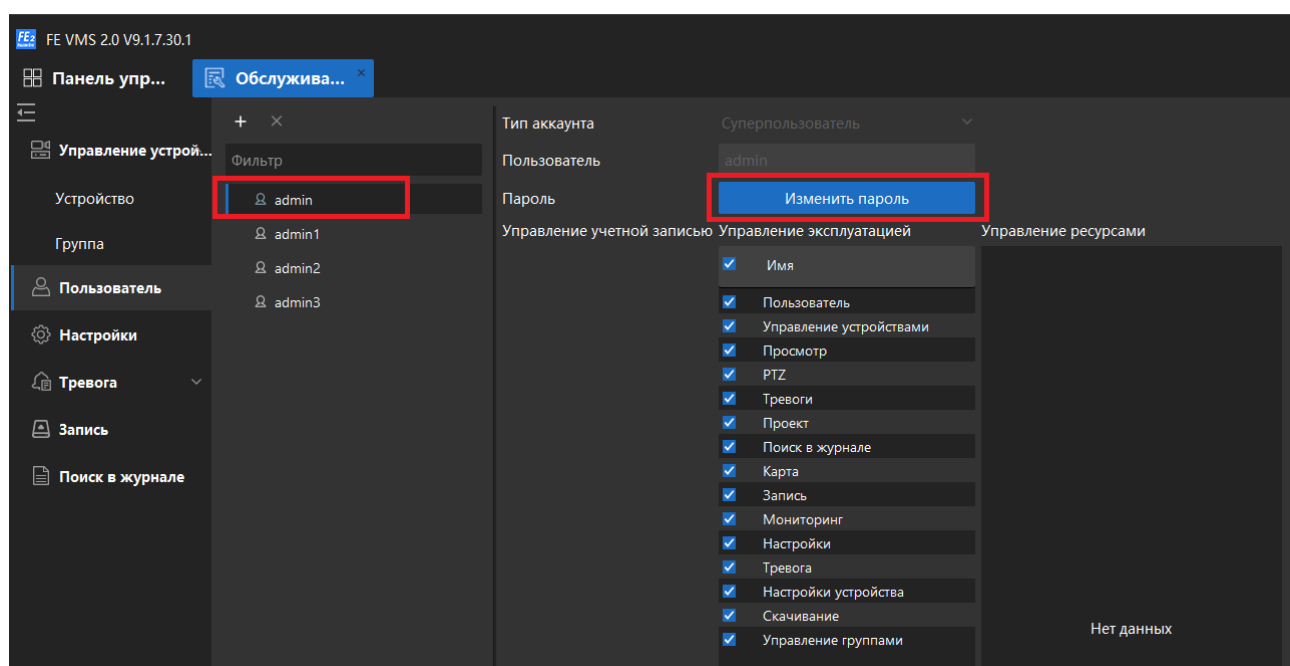 FE VMS 2.0 V9.1.7.30.1
Панель упр...
Обслужива...
Управление устрой...
Устройство
Группа
Пользователь
Настройки
Тревога
Запись
Поиск в журнале
Фильтр
admin
admin1
admin2
admin3
Тип аккаунта Суперпользователь
Пользователь admin
Пароль Изменить пароль
Управление учетной записью Управление эксплуатацией Управление ресурсами
Имя
Пользователь
Управление устройствами
Просмотр
PTZ
Тревоги
Проект
Поиск в журнале
Карта
Запись
Мониторинг
Настройки
Тревога
Настройки устройства
Скачивание
Управление группами
Нет данных